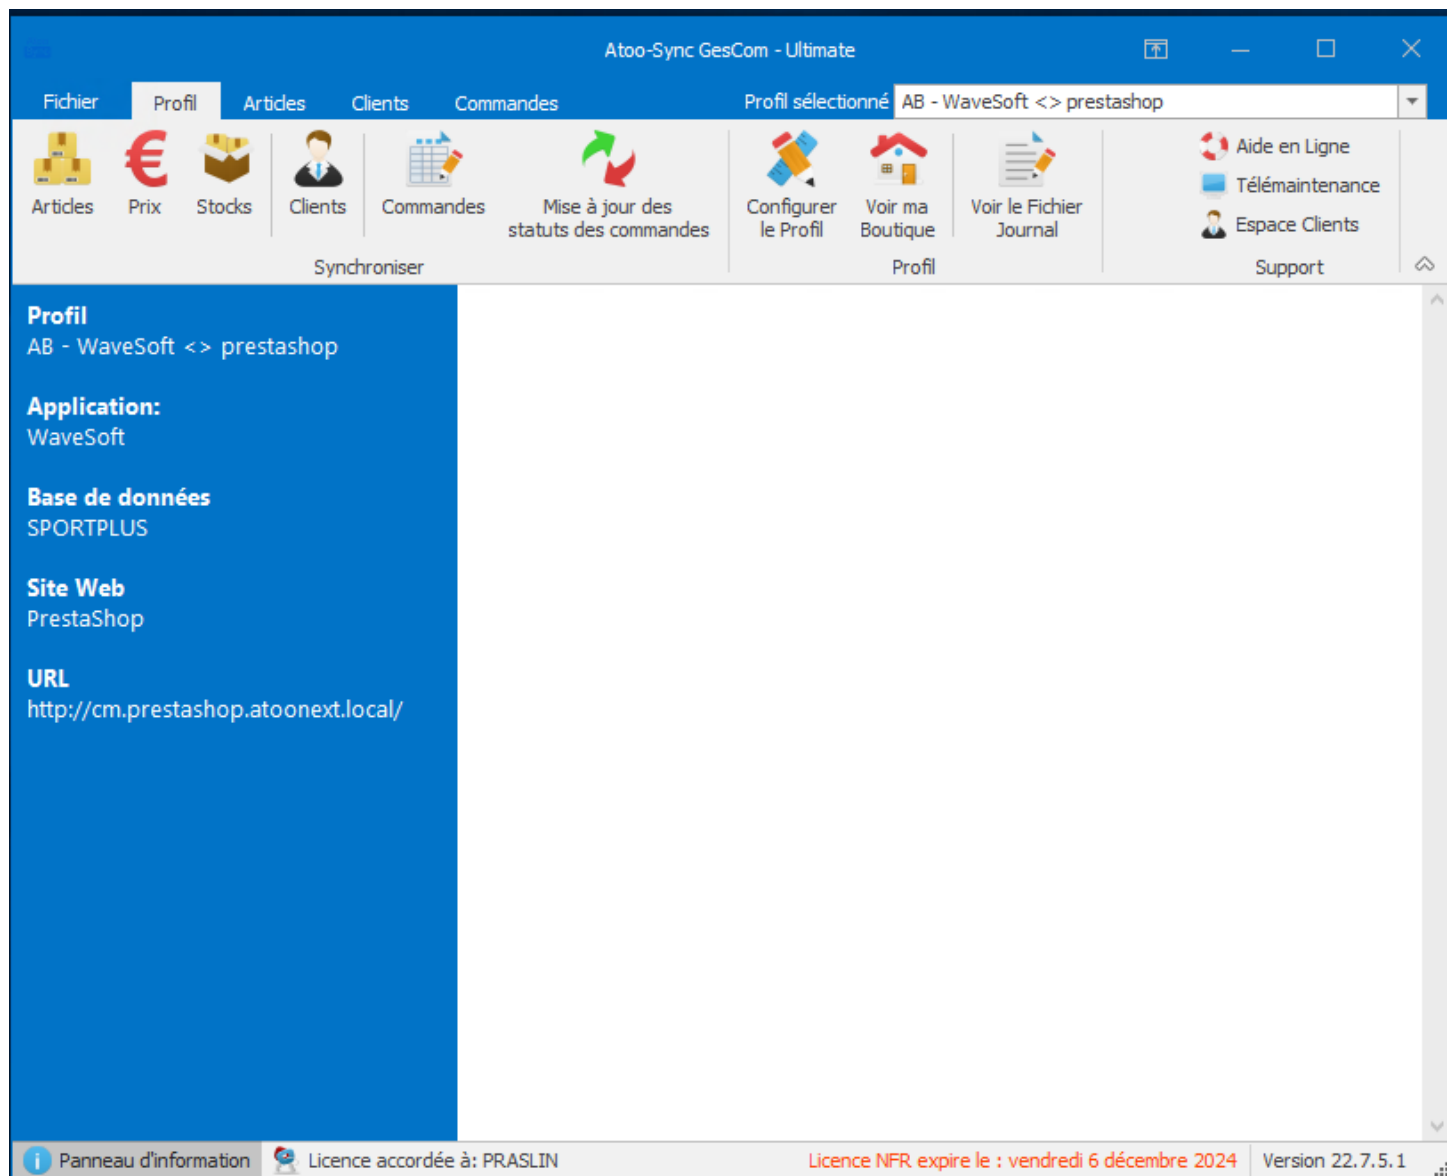 Atoo-Sync GesCom - Ultimate
Fichier Profil Articles Clients Commandes Profil sélectionné AB - WaveSoft <> prestashop
Articles Prix Stocks Clients Commandes Mise à jour des statuts des commandes
Synchroniser
Configurer le Profil Voir ma Boutique Voir le Fichier Journal
Profil
Aide en Ligne
Télémaintenance
Espace Clients
Support
Profil
AB - WaveSoft <> prestashop
Application:
WaveSoft
Base de données
SPORTPLUS
Site Web
PrestaShop
URL
http://cm.prestashop.atoonext.local/
Panneau d'information Licence accordée à: PRASLIN Licence NFR expire le : vendredi 6 décembre 2024 Version 22.7.5.1